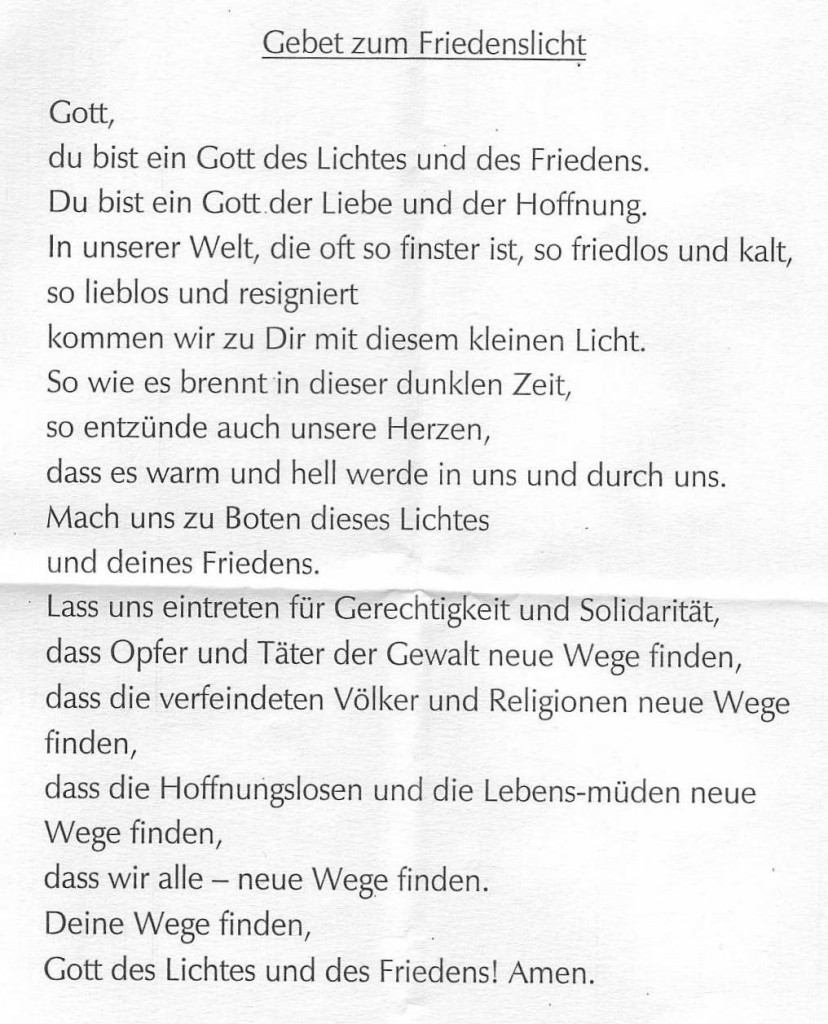 Gebet zum Friedenslicht
Gott,
du bist ein Gott des Lichtes und des Friedens.
Du bist ein Gott der Liebe und der Hoffnung.
In unserer Welt, die oft so finster ist, so friedlos und kalt,
so lieblos und resigniert
kommen wir zu Dir mit diesem kleinen Licht.
So wie es brennt in dieser dunklen Zeit,
so entzünde auch unsere Herzen,
dass es warm und hell werde in uns und durch uns.
Mach uns zu Boten dieses Lichtes
und deines Friedens.
Lass uns eintreten für Gerechtigkeit und Solidarität,
dass Opfer und Täter der Gewalt neue Wege finden,
dass die verfeindeten Völker und Religionen neue Wege
finden,
dass die Hoffnungslosen und die Lebens-müden neue
Wege finden,
dass wir alle – neue Wege finden.
Deine Wege finden,
Gott des Lichtes und des Friedens! Amen.